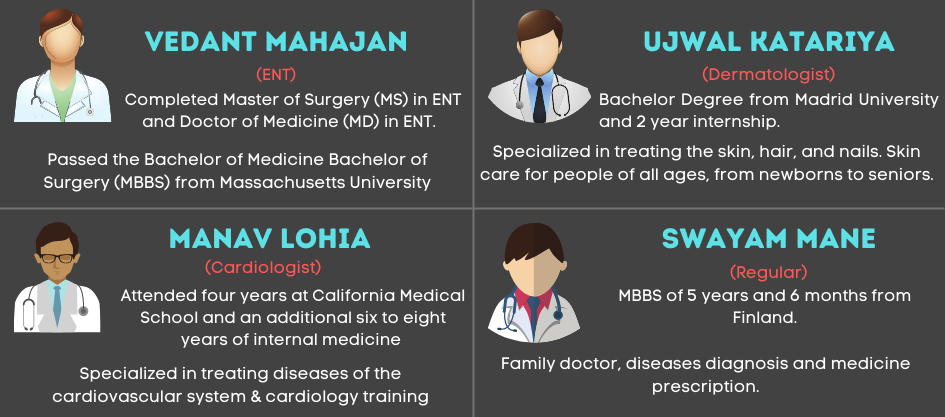 VEDANT MAHAJAN
(ENT)
Completed Master of Surgery (MS) in ENT
and Doctor of Medicine (MD) in ENT.
Passed the Bachelor of Medicine Bachelor of
Surgery (MBBS) from Massachusetts University
UJWAL KATARIYA
(Dermatologist)
Bachelor Degree from Madrid University
and 2 year internship.
Specialized in treating the skin, hair, and nails. Skin
care for people of all ages, from newborns to seniors.
MANAV LOHIA
(Cardiologist)
Attended four years at California Medical
School and an additional six to eight
years of internal medicine
Specialized in treating diseases of the
cardiovascular system & cardiology training
SWAYAM MANE
(Regular)
MBBS of 5 years and 6 months from
Finland.
Family doctor, diseases diagnosis and medicine
prescription.